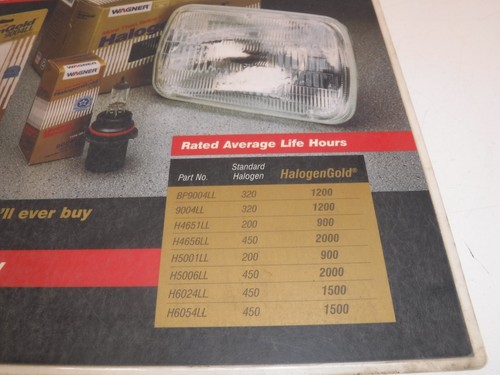 WAGNER
Halogen
Gold
WAGNER
Rated Average Life Hours
Part No. Standard Halogen HalogenGold®
BP9004LL 320 1200
9004LL 320 1200
H4651LL 200 900
H4656LL 450 2000
H5001LL 200 900
H5006LL 450 2000
H6024LL 450 1500
H6054LL 450 1500
'll ever buy